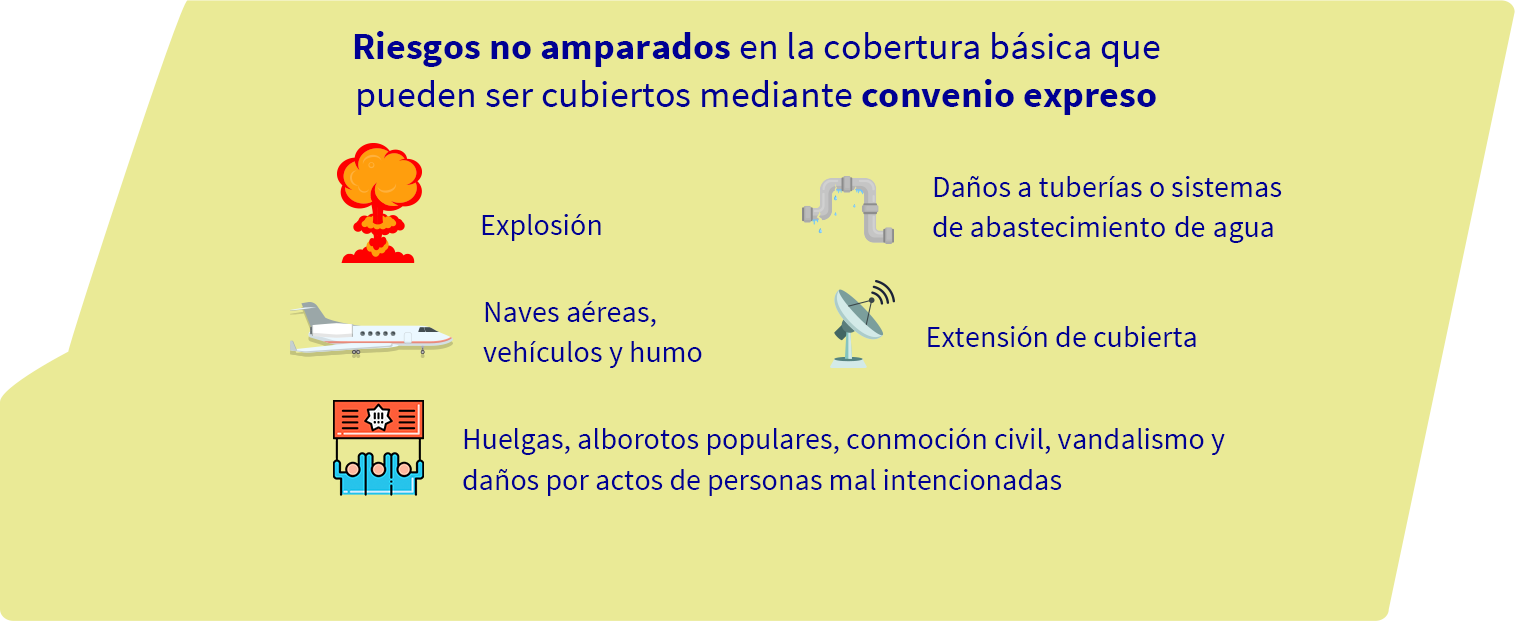 Riesgos no amparados en la cobertura básica que
pueden ser cubiertos mediante convenio expreso
Explosión
Daños a tuberías o sistemas
de abastecimiento de agua
Naves aéreas,
vehículos y humo
Extensión de cubierta
Huelgas, alborotos populares, conmoción civil, vandalismo y
daños por actos de personas mal intencionadas